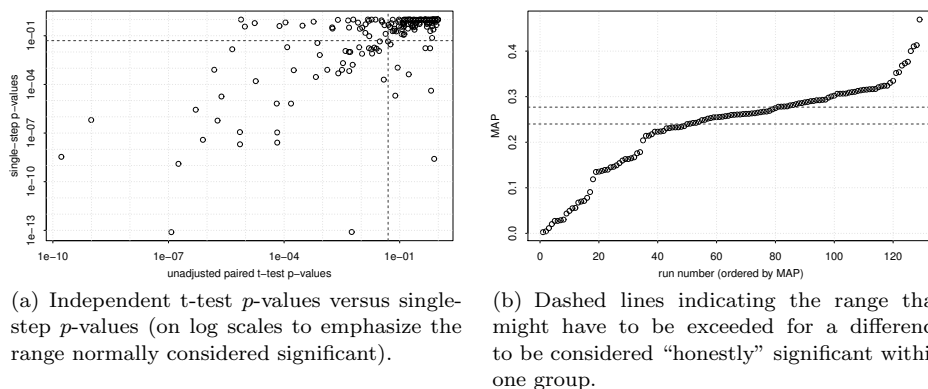 1e−01
1e−04
1e−07
1e−10
1e−13
single−step p−values
1e−10 1e−07 1e−04 1e−01
unadjusted paired t−test p−values
(a) Independent t-test p-values versus single-
step p-values (on log scales to emphasize the
range normally considered significant).
0.4
0.3
0.2
0.1
0.0
MAP
0 20 40 60 80 100 120
run number (ordered by MAP)
(b) Dashed lines indicating the range tha
might have to be exceeded for a differenc
to be considered “honestly” significant withi
one group.